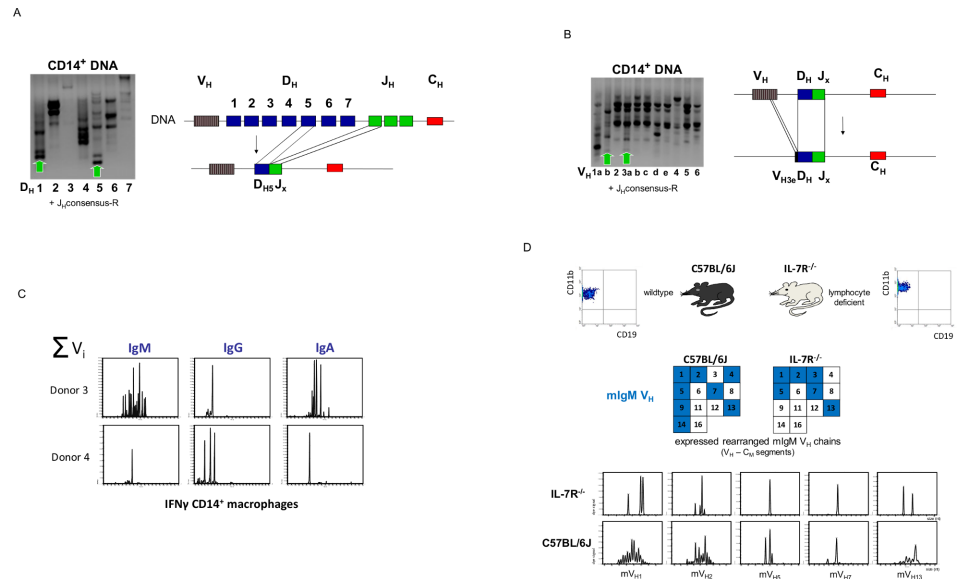 A
CD14⁺ DNA
V_H D_H J_H C_H
1 2 3 4 5 6 7
DNA
D_H5 J_x
D_H 1 2 3 4 5 6 7
+ J_Hconsensus-R
B
CD14⁺ DNA
V_H D_H J_x C_H
V_H3e D_H J_x C_H
V_H 1a b 2 3a b c d e 4 5 6
+ J_Hconsensus-R
C
∑ V_i IgM IgG IgA
Donor 3
Donor 4
IFNγ CD14⁺ macrophages
D
C57BL/6J IL-7R⁻/⁻
CD11b
wildtype
lymphocyte
deficient
CD11b
CD19
CD19
C57BL/6J IL-7R⁻/⁻
mIgM V_H
1 2 3 4 1 2 3 4
5 6 7 8 5 6 7 8
9 11 12 13 9 11 12 13
14 16 14 16
expressed rearranged mIgM V_H chains
(V_H – C_M segments)
IL-7R⁻/⁻
C57BL/6J
mV_H1 mV_H2 mV_H5 mV_H7 mV_H13